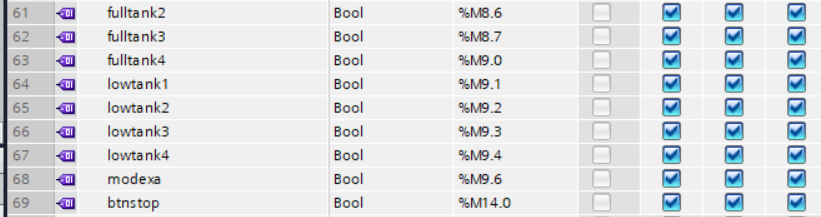 61 fulltank2 Bool %M8.6
62 fulltank3 Bool %M8.7
63 fulltank4 Bool %M9.0
64 lowtank1 Bool %M9.1
65 lowtank2 Bool %M9.2
66 lowtank3 Bool %M9.3
67 lowtank4 Bool %M9.4
68 modexa Bool %M9.6
69 btnstop Bool %M14.0